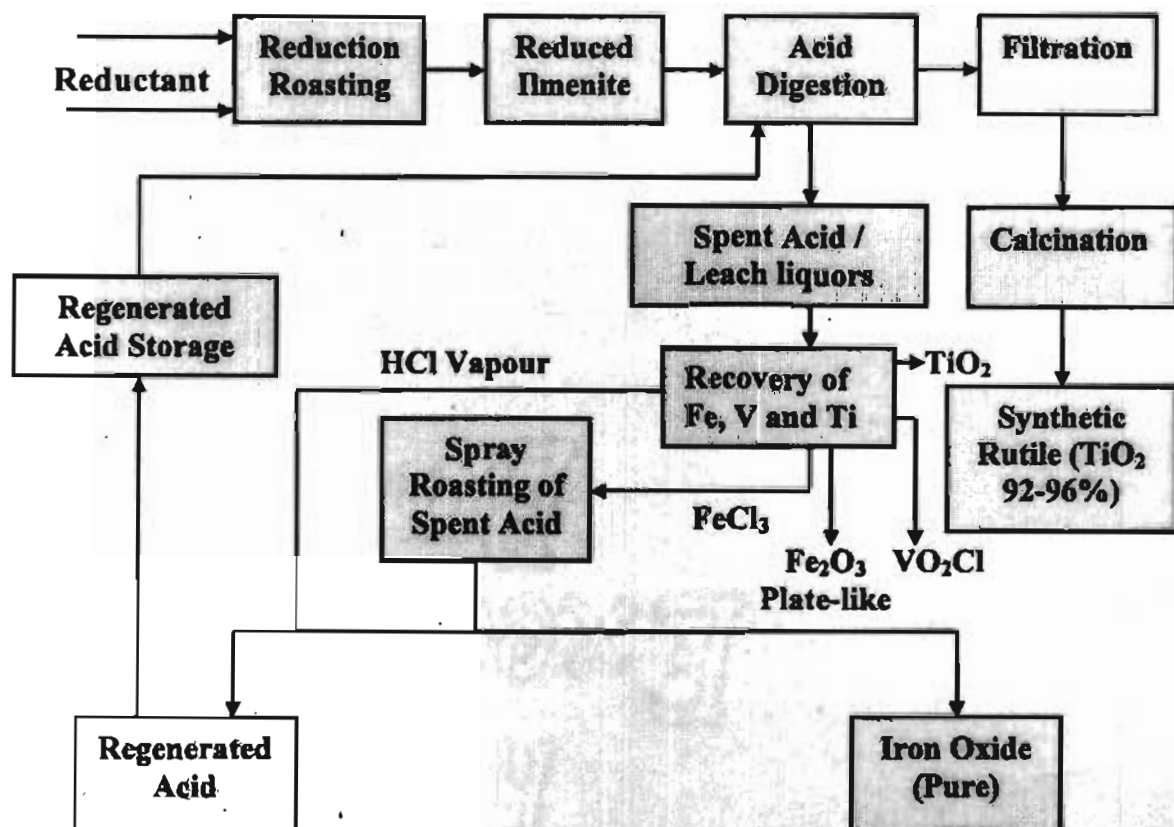 Reductant
Reduction
Roasting
Reduced
Ilmenite
Acid
Digestion
Filtration
Spent Acid /
Leach liquors
Calcination
Regenerated
Acid Storage
HCl Vapour
Recovery of
Fe, V and Ti
TiO₂
Synthetic
Rutile (TiO₂
92-96%)
Spray
Roasting of
Spent Acid
FeCl₃
Fe₂O₃
Plate-like
VO₂Cl
Regenerated
Acid
Iron Oxide
(Pure)